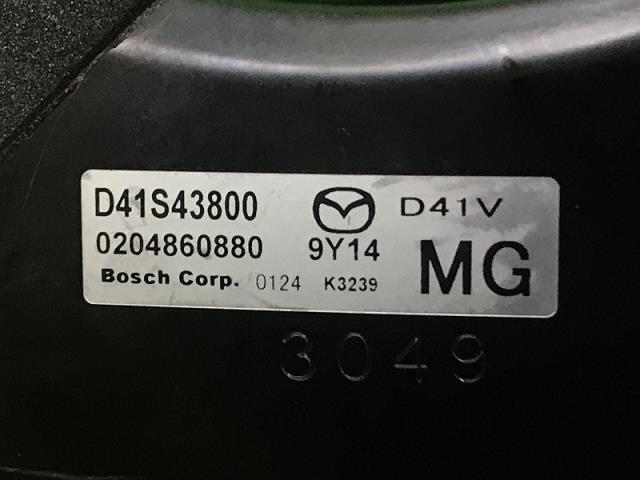 D41S43800 D41V
0204860880 9Y14 MG
Bosch Corp. 0124 K3239
3049